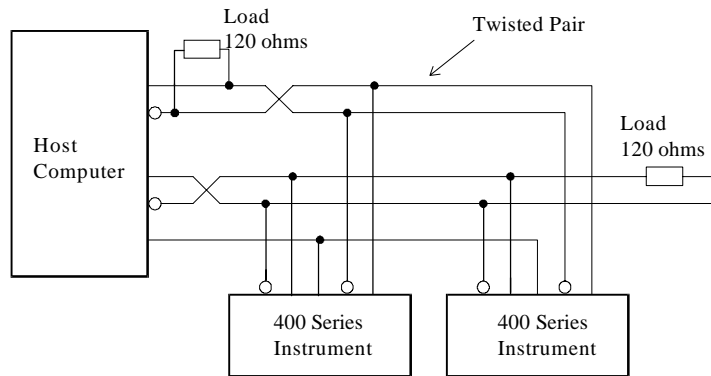 Load
120 ohms
Twisted Pair
Load
120 ohms
Host
Computer
400 Series
Instrument
400 Series
Instrument